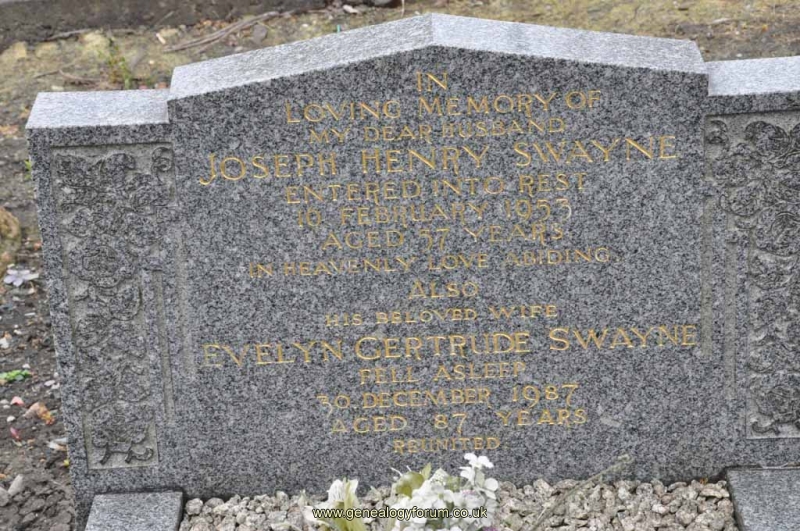 IN
LOVING MEMORY OF
MY DEAR HUSBAND
JOSEPH HENRY SWAYNE
ENTERED INTO REST
16 FEBRUARY 1953
AGED 57 YEARS
IN HEAVENLY LOVE ABIDING.
ALSO
HIS BELOVED WIFE
EVELYN GERTRUDE SWAYNE
FELL ASLEEP
30 DECEMBER 1987
AGED 87 YEARS
REUNITED.
www.genealogyforum.co.uk